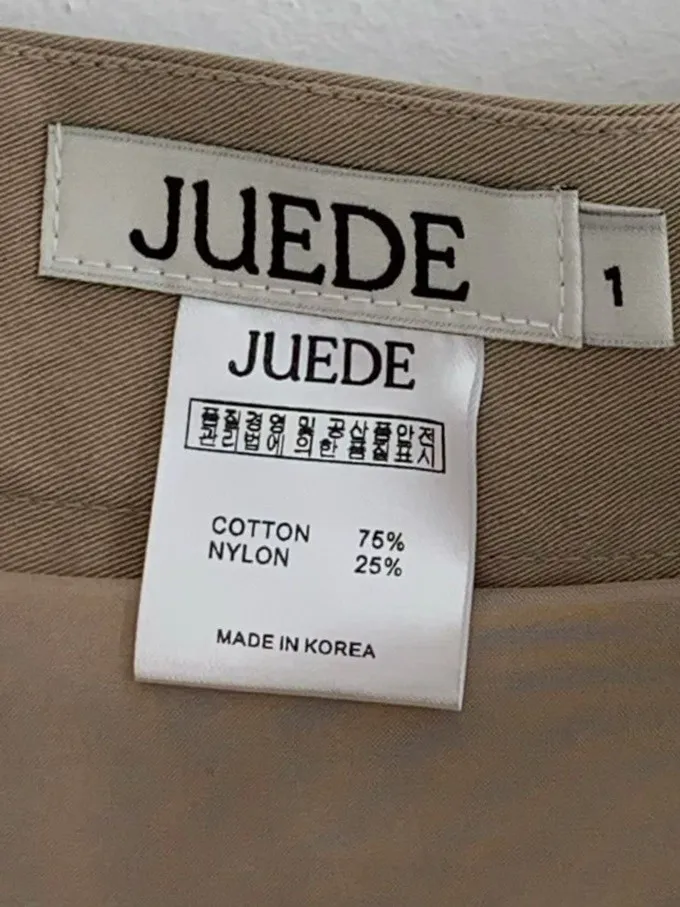 JUEDE
1
JUEDE
품질경영 및 공산품안전
관리법에 의한 품질표시
COTTON 75%
NYLON 25%
MADE IN KOREA